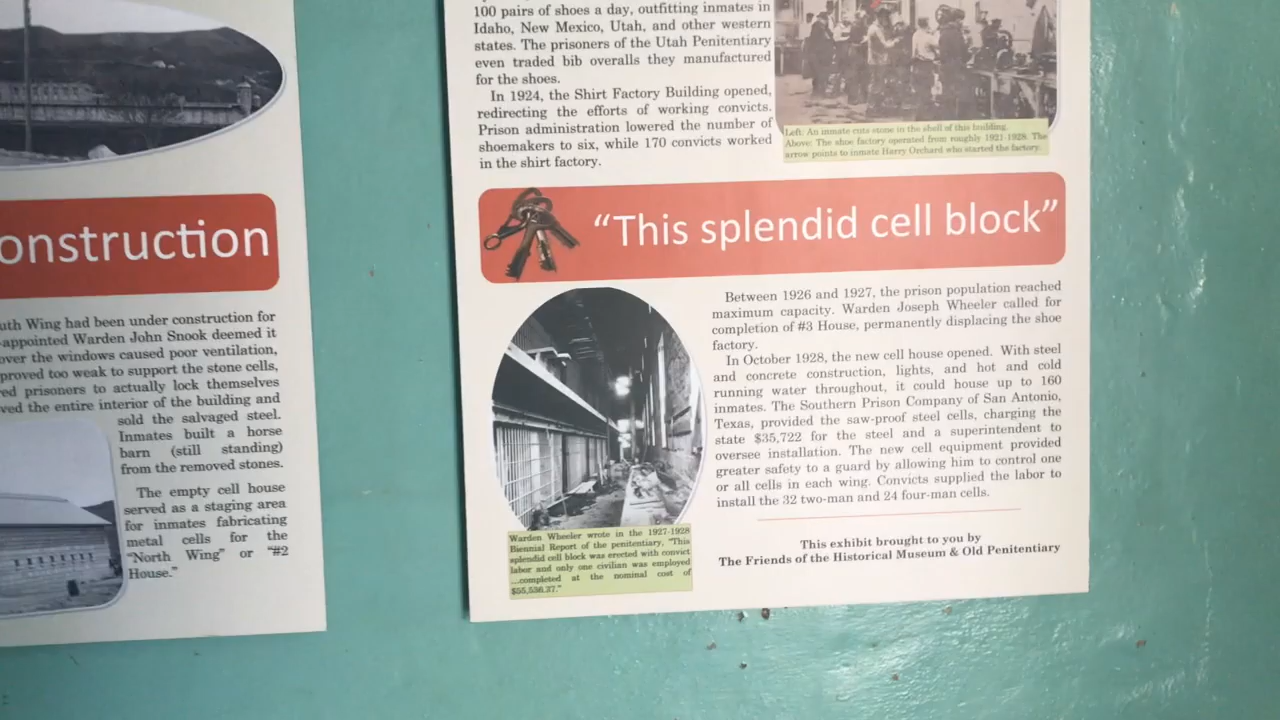 onstruction
uth Wing had been under construction for
-appointed Warden John Snook deemed it
over the windows caused poor ventilation,
proved too weak to support the stone cells,
ed prisoners to actually lock themselves
ved the entire interior of the building and
sold the salvaged steel.
Inmates built a horse
barn (still standing)
from the removed stones.
The empty cell house
served as a staging area
for inmates fabricating
metal cells for the
“North Wing” or “#2
House.”
100 pairs of shoes a day, outfitting inmates in
Idaho, New Mexico, Utah, and other western
states. The prisoners of the Utah Penitentiary
even traded bib overalls they manufactured
for the shoes.
In 1924, the Shirt Factory Building opened,
redirecting the efforts of working convicts.
Prison administration lowered the number of
shoemakers to six, while 170 convicts worked
in the shirt factory.
Left: An inmate cuts stone in the shell of this building.
Above: The shoe factory operated from roughly 1921-1928. The
arrow points to inmate Harry Orchard who started the factory.
“This splendid cell block”
Between 1926 and 1927, the prison population reached
maximum capacity. Warden Joseph Wheeler called for
completion of #3 House, permanently displacing the shoe
factory.
In October 1928, the new cell house opened. With steel
and concrete construction, lights, and hot and cold
running water throughout, it could house up to 160
inmates. The Southern Prison Company of San Antonio,
Texas, provided the saw-proof steel cells, charging the
state $35,722 for the steel and a superintendent to
oversee installation. The new cell equipment provided
greater safety to a guard by allowing him to control one
or all cells in each wing. Convicts supplied the labor to
install the 32 two-man and 24 four-man cells.
Warden Wheeler wrote in the 1927-1928
Biennial Report of the penitentiary, “This
splendid cell block was erected with convict
labor and only one civilian was employed
...completed at the nominal cost of
$55,536.37.”
This exhibit brought to you by
The Friends of the Historical Museum & Old Penitentiary